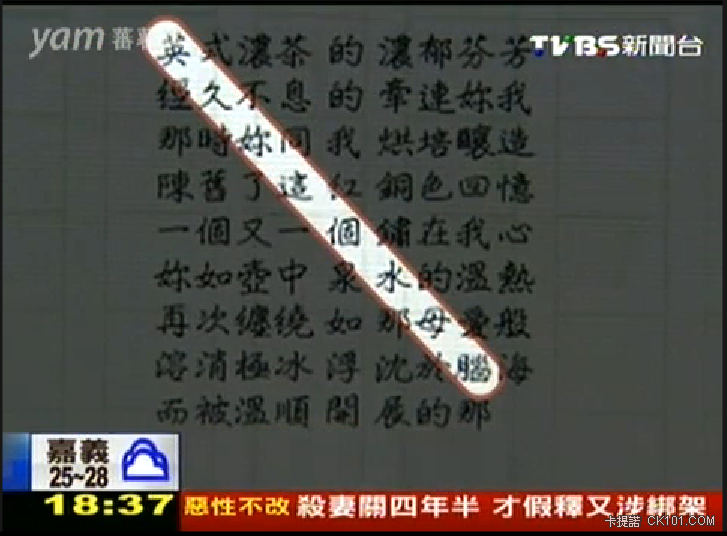 yam 蕃
TVBS新聞台
英式濃茶的濃郁芬芳
經久不息的牽連妳我
那時妳同我烘培釀造
陳舊了這紅銅色回憶
一個又一個鏽在我心
妳如壺中泉水的溫熱
再次纏繞如那母愛般
溶消極冰浮沈於腦海
而被溫順開展的那
嘉義
25~28
18:37 惡性不改 殺妻關四年半 才假釋又涉綁架
卡提諾 CK101.COM